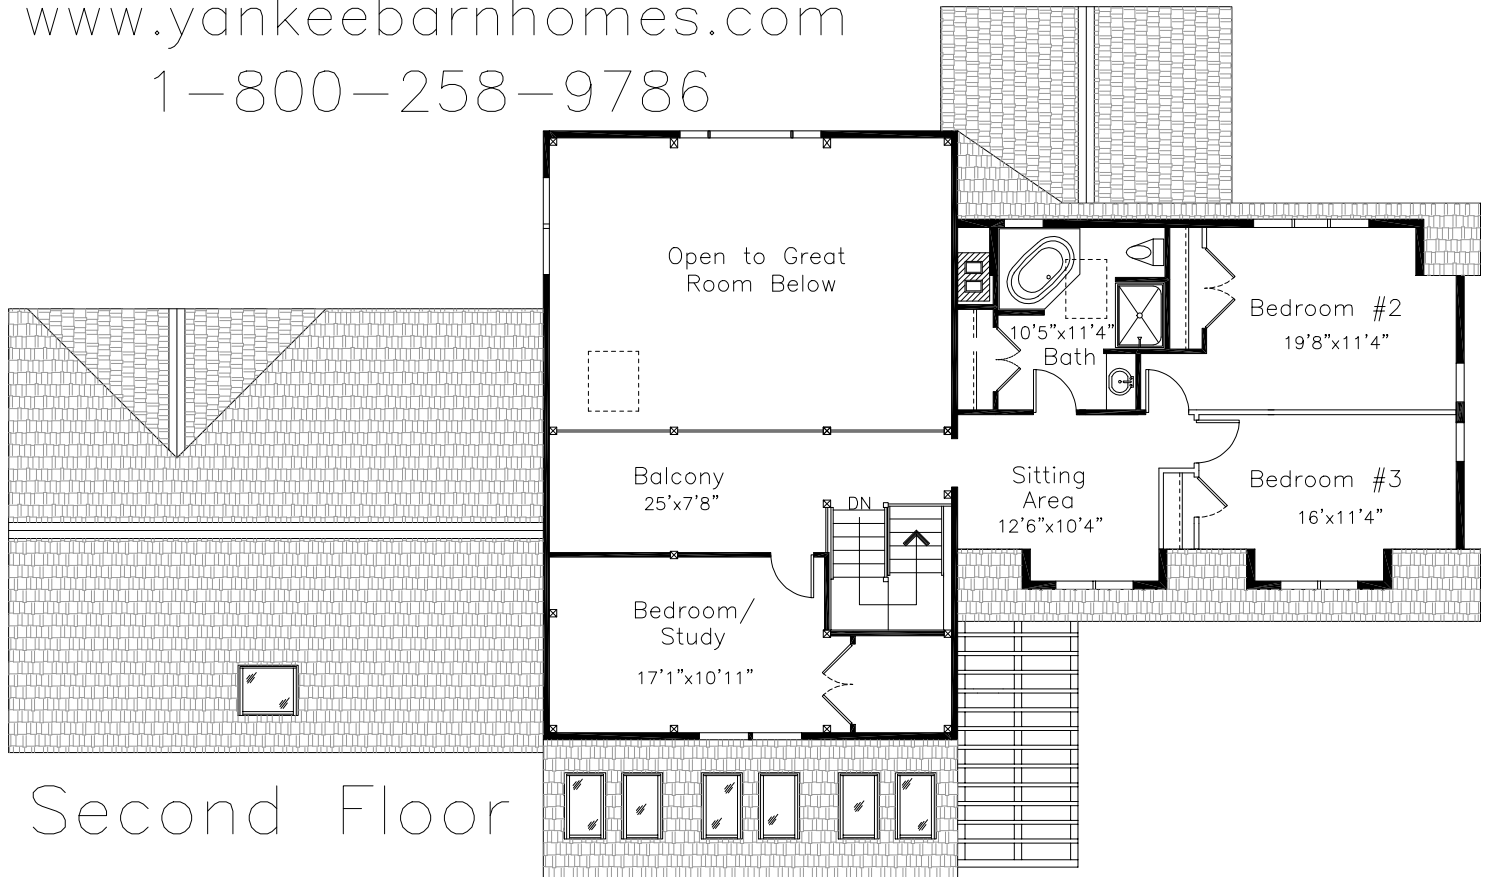 www.yankeebarnhomes.com
1-800-258-9786
Open to Great
Room Below
10'5"x11'4"
Bath
Bedroom #2
19'8"x11'4"
Balcony
25'x7'8"
DN
Sitting
Area
12'6"x10'4"
Bedroom #3
16'x11'4"
Bedroom/
Study
17'1"x10'11"
Second Floor